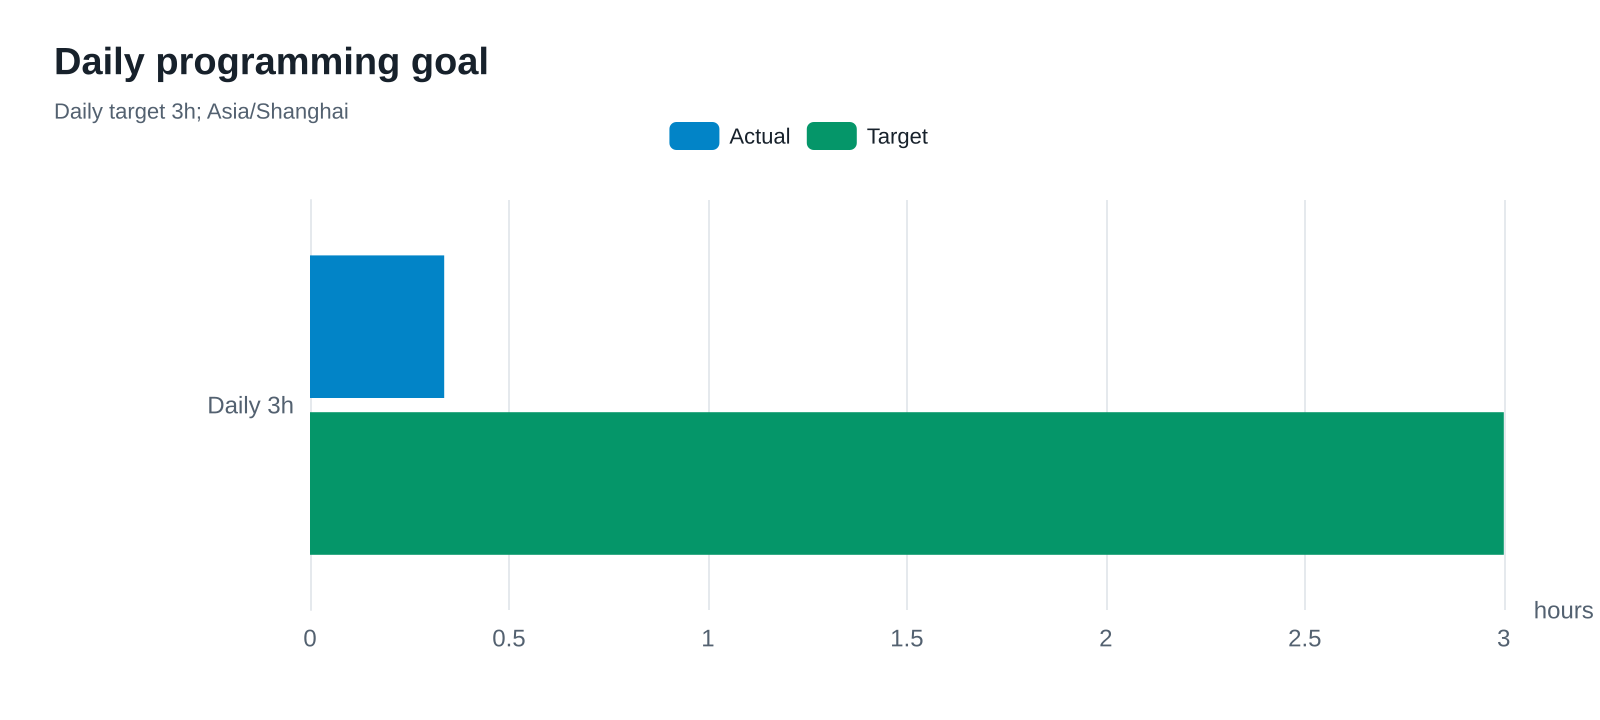 Daily programming goal
Daily target 3h; Asia/Shanghai
Actual Target
Daily 3h
hours
0 0.5 1 1.5 2 2.5 3